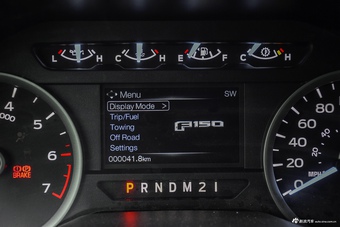 L H C H E F C H
Menu SW
Display Mode >
Trip/Fuel
Towing
Off Road
Settings
F150
000041.8km
7
6
5
000
BRAKE
P R N D M 2 1
80
60
40
20
0
MPH